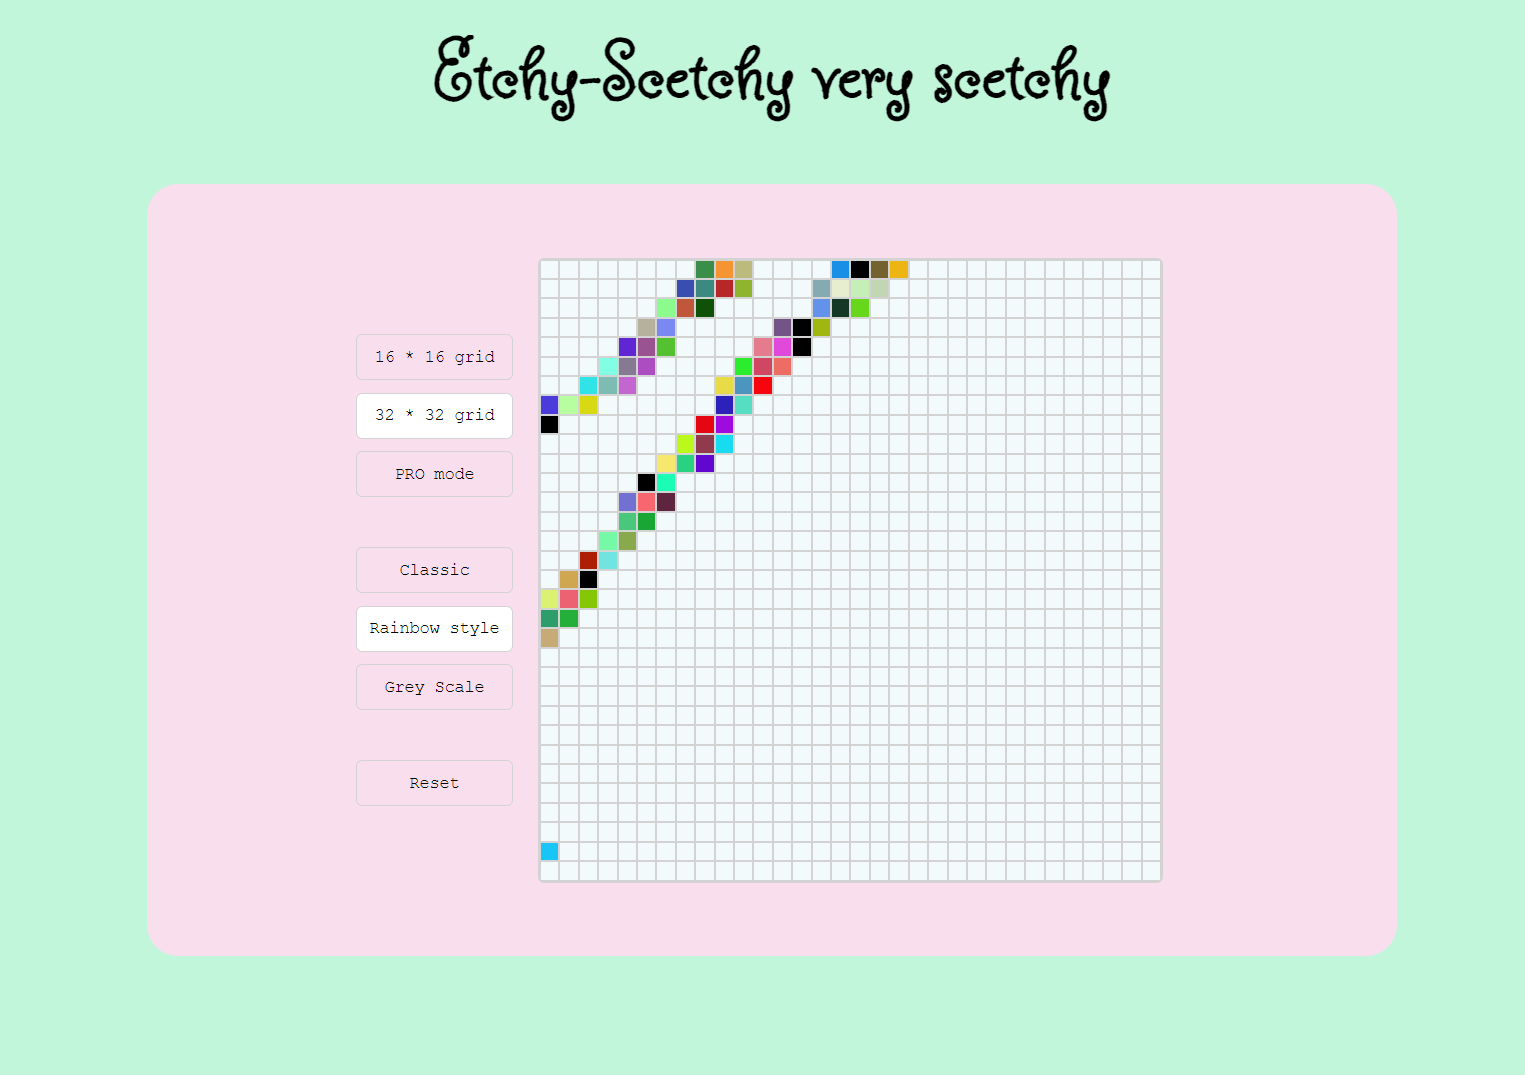 Etchy-Scetchy very scetchy
16 * 16 grid
32 * 32 grid
PRO mode
Classic
Rainbow style
Grey Scale
Reset